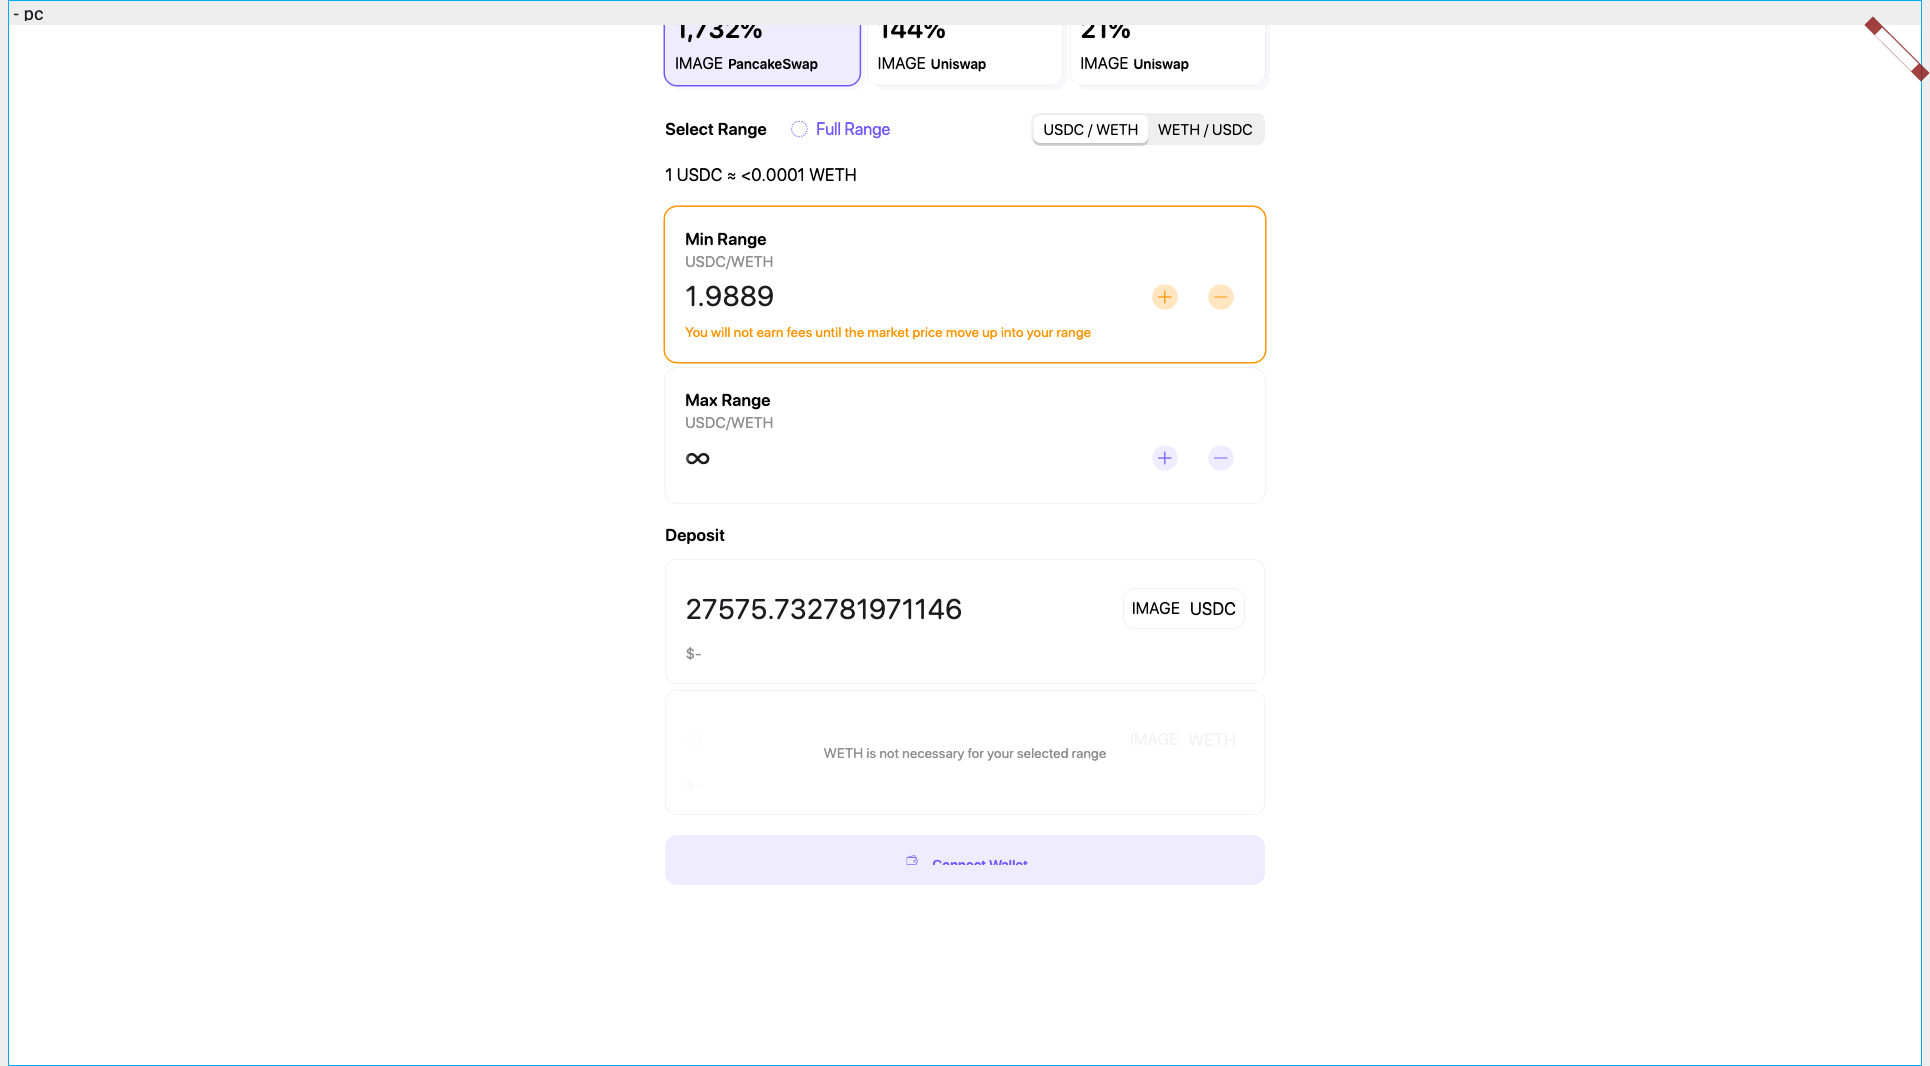 - pc
1,732%
144%
21%
IMAGE PancakeSwap
IMAGE Uniswap
IMAGE Uniswap
Select Range
Full Range
USDC / WETH
WETH / USDC
1 USDC ≈ <0.0001 WETH
Min Range
USDC/WETH
1.9889
You will not earn fees until the market price move up into your range
Max Range
USDC/WETH
∞
Deposit
27575.732781971146
IMAGE USDC
$-
0
IMAGE WETH
WETH is not necessary for your selected range
$-
Connect Wallet